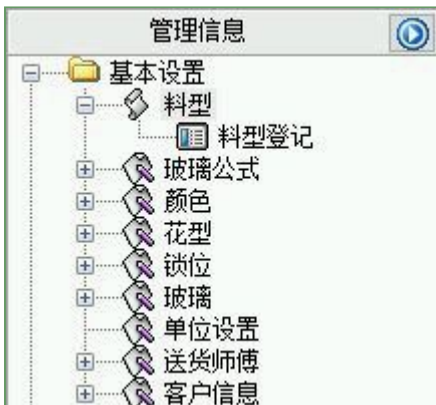 管理信息
基本设置
料型
料型登记
玻璃公式
颜色
花型
锁位
玻璃
单位设置
送货师傅
客户信息